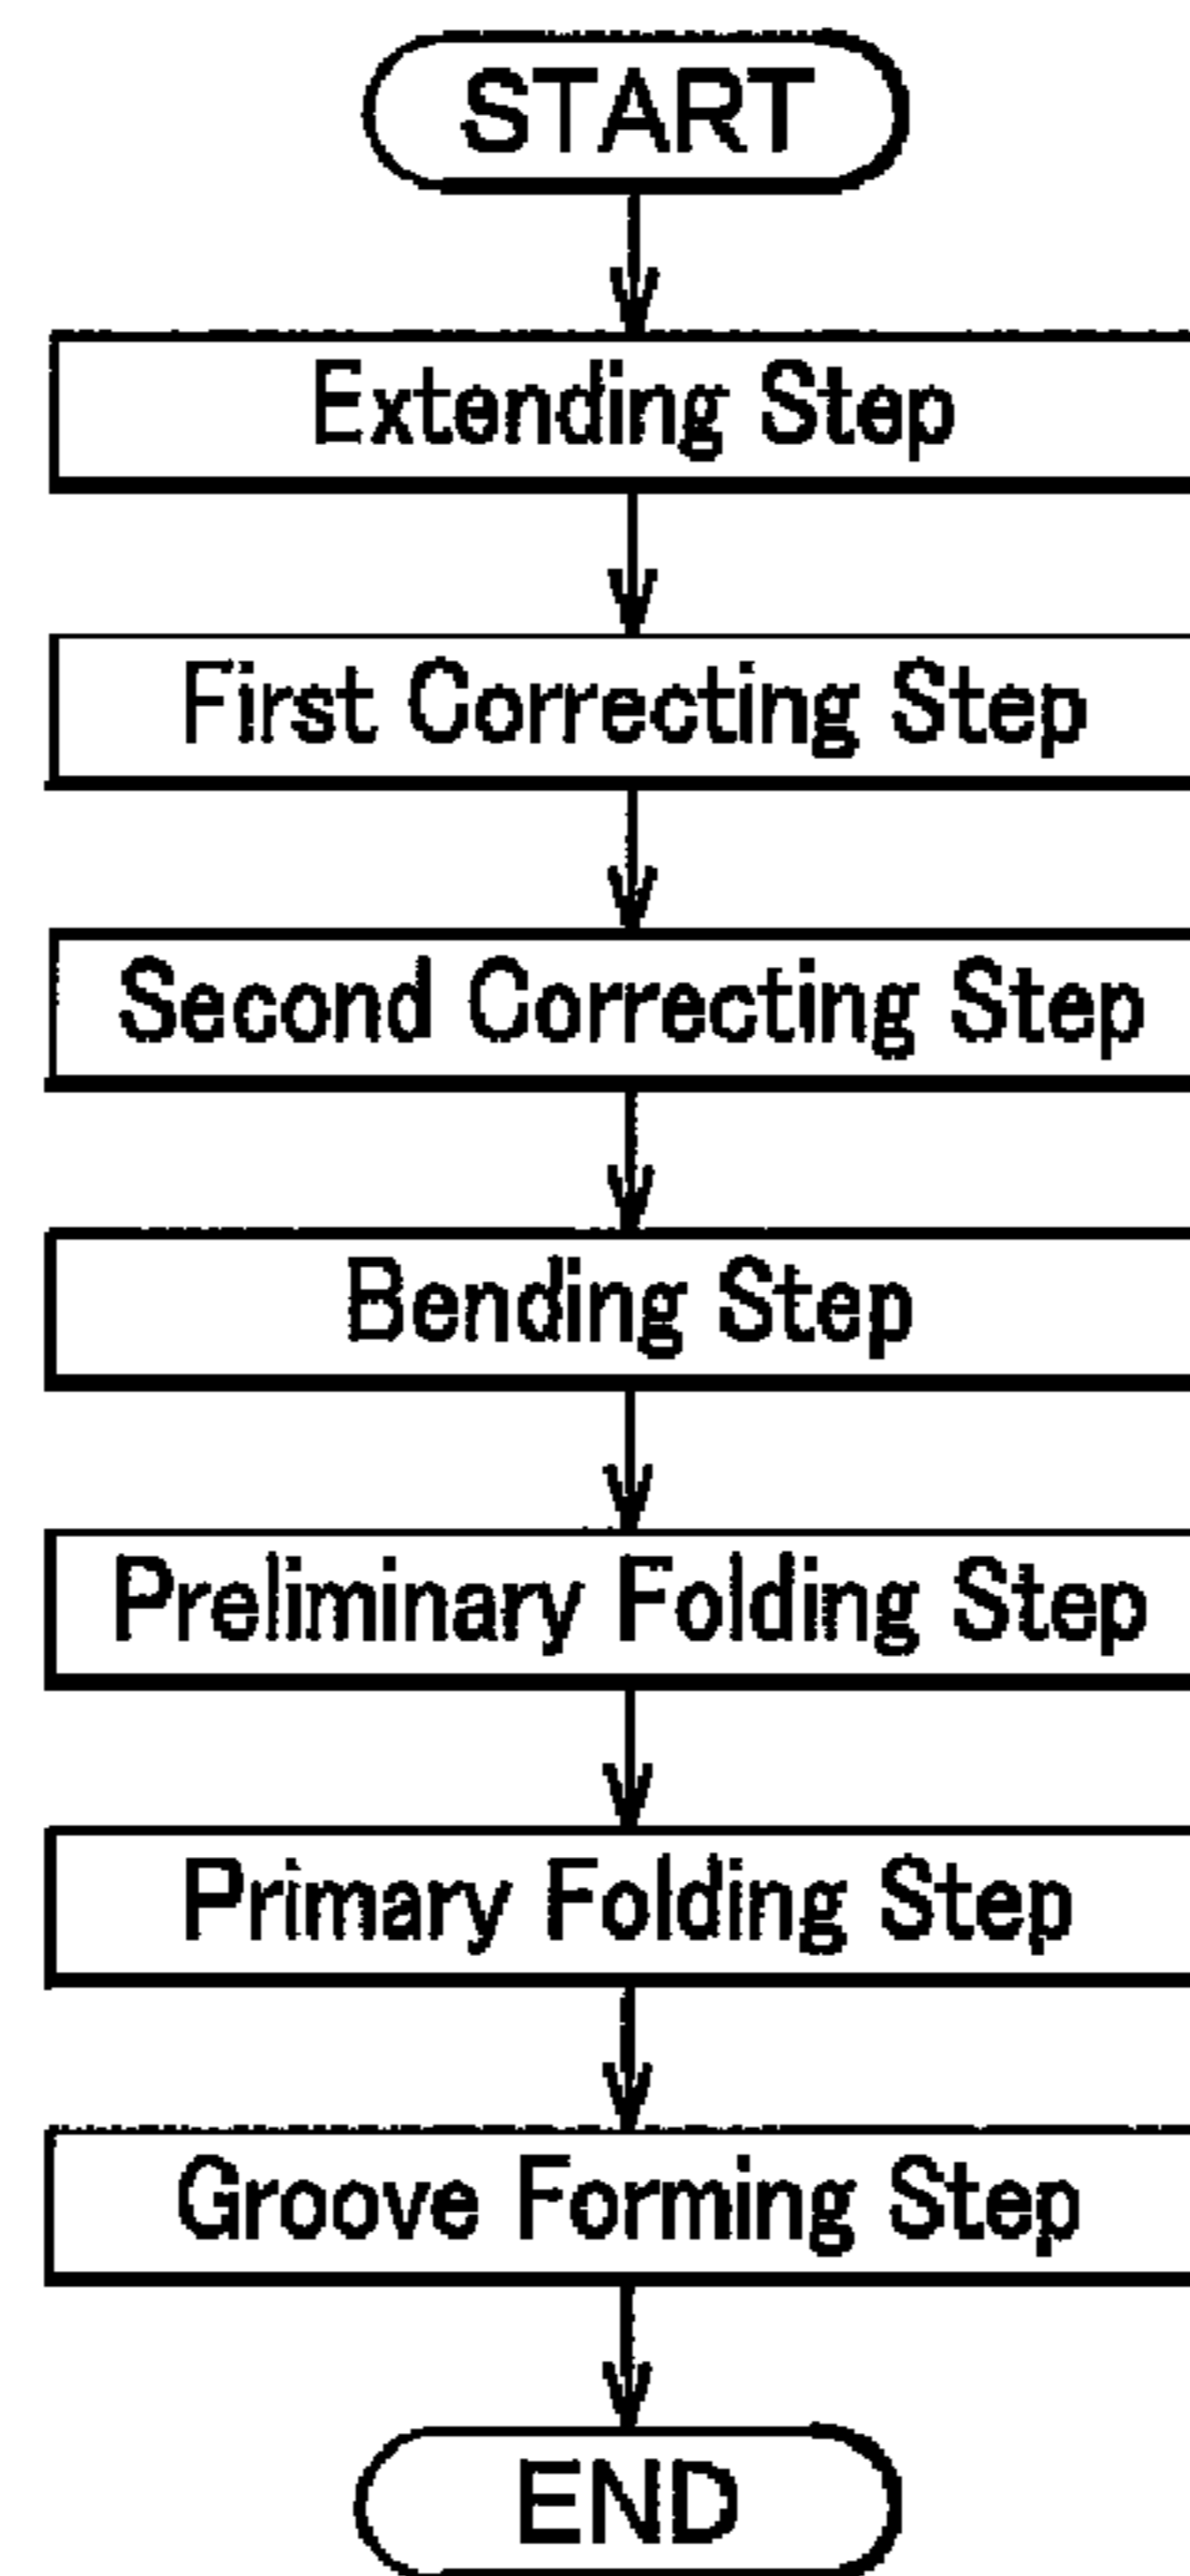 START
Extending Step
First Correcting Step
Second Correcting Step
Bending Step
Preliminary Folding Step
Primary Folding Step
Groove Forming Step
END